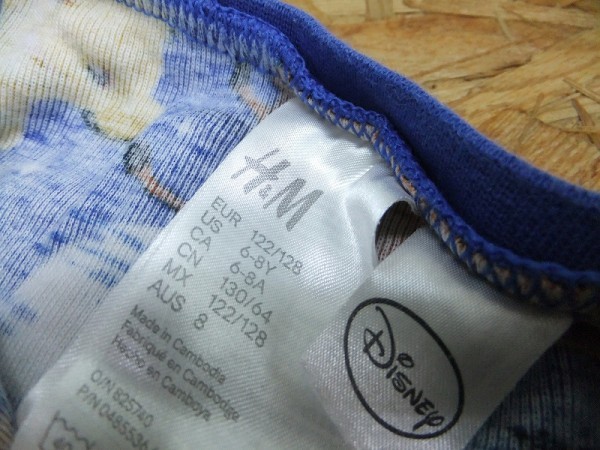 H&M
EUR 122/128
US 6-8Y
CA 6-8A
CN 130/64
MX 122/128
AUS 8
Made in Cambodia
Fabriqué en Cambodge
Hecho en Camboya
O/N 825740
DISNEY